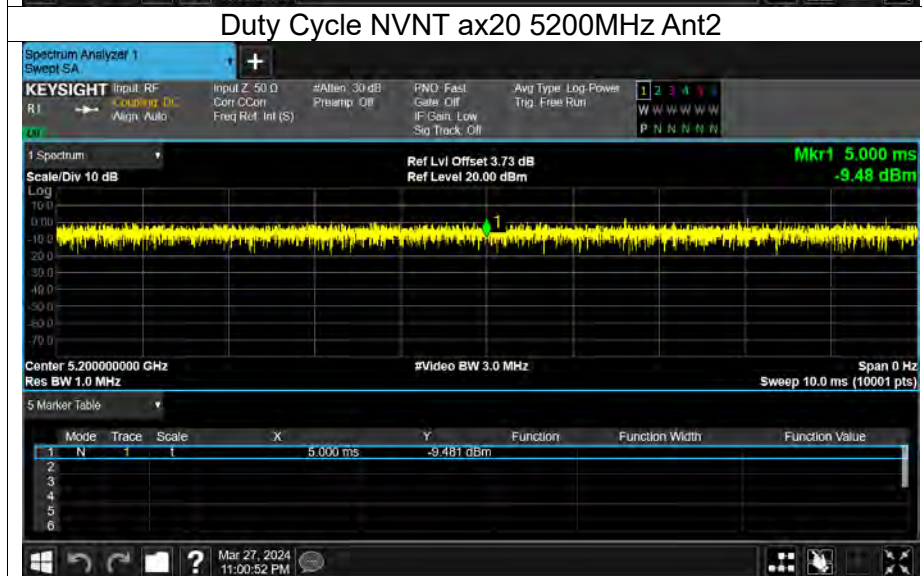 Duty Cycle NVNT ax20 5200MHz Ant2
Spectrum Analyzer 1
Swept SA
+
KEYSIGHT Input: RF Input Z: 50 Ω #Atten: 30 dB PNO: Fast Avg Type: Log-Power 1 2 3 4 5 6
R L Coupling: DC Corr CCorr Preamp: Off Gate: Off Trig: Free Run W W W W W W
Align: Auto Freq Ref: Int (S) IF Gain: Low
Sig Track: Off P N N N N N
1 Spectrum
Ref Lvl Offset 3.73 dB Mkr1 5.000 ms
Scale/Div 10 dB Ref Level 20.00 dBm -9.48 dBm
Log
10.0
0.00
1
-10.0
-20.0
-30.0
-40.0
-50.0
-60.0
-70.0
Center 5.200000000 GHz #Video BW 3.0 MHz Span 0 Hz
Res BW 1.0 MHz Sweep 10.0 ms (10001 pts)
5 Marker Table
Mode Trace Scale X Y Function Function Width Function Value
1 N 1 t 5.000 ms -9.481 dBm
2
3
4
5
6
? Mar 27, 2024
11:00:52 PM